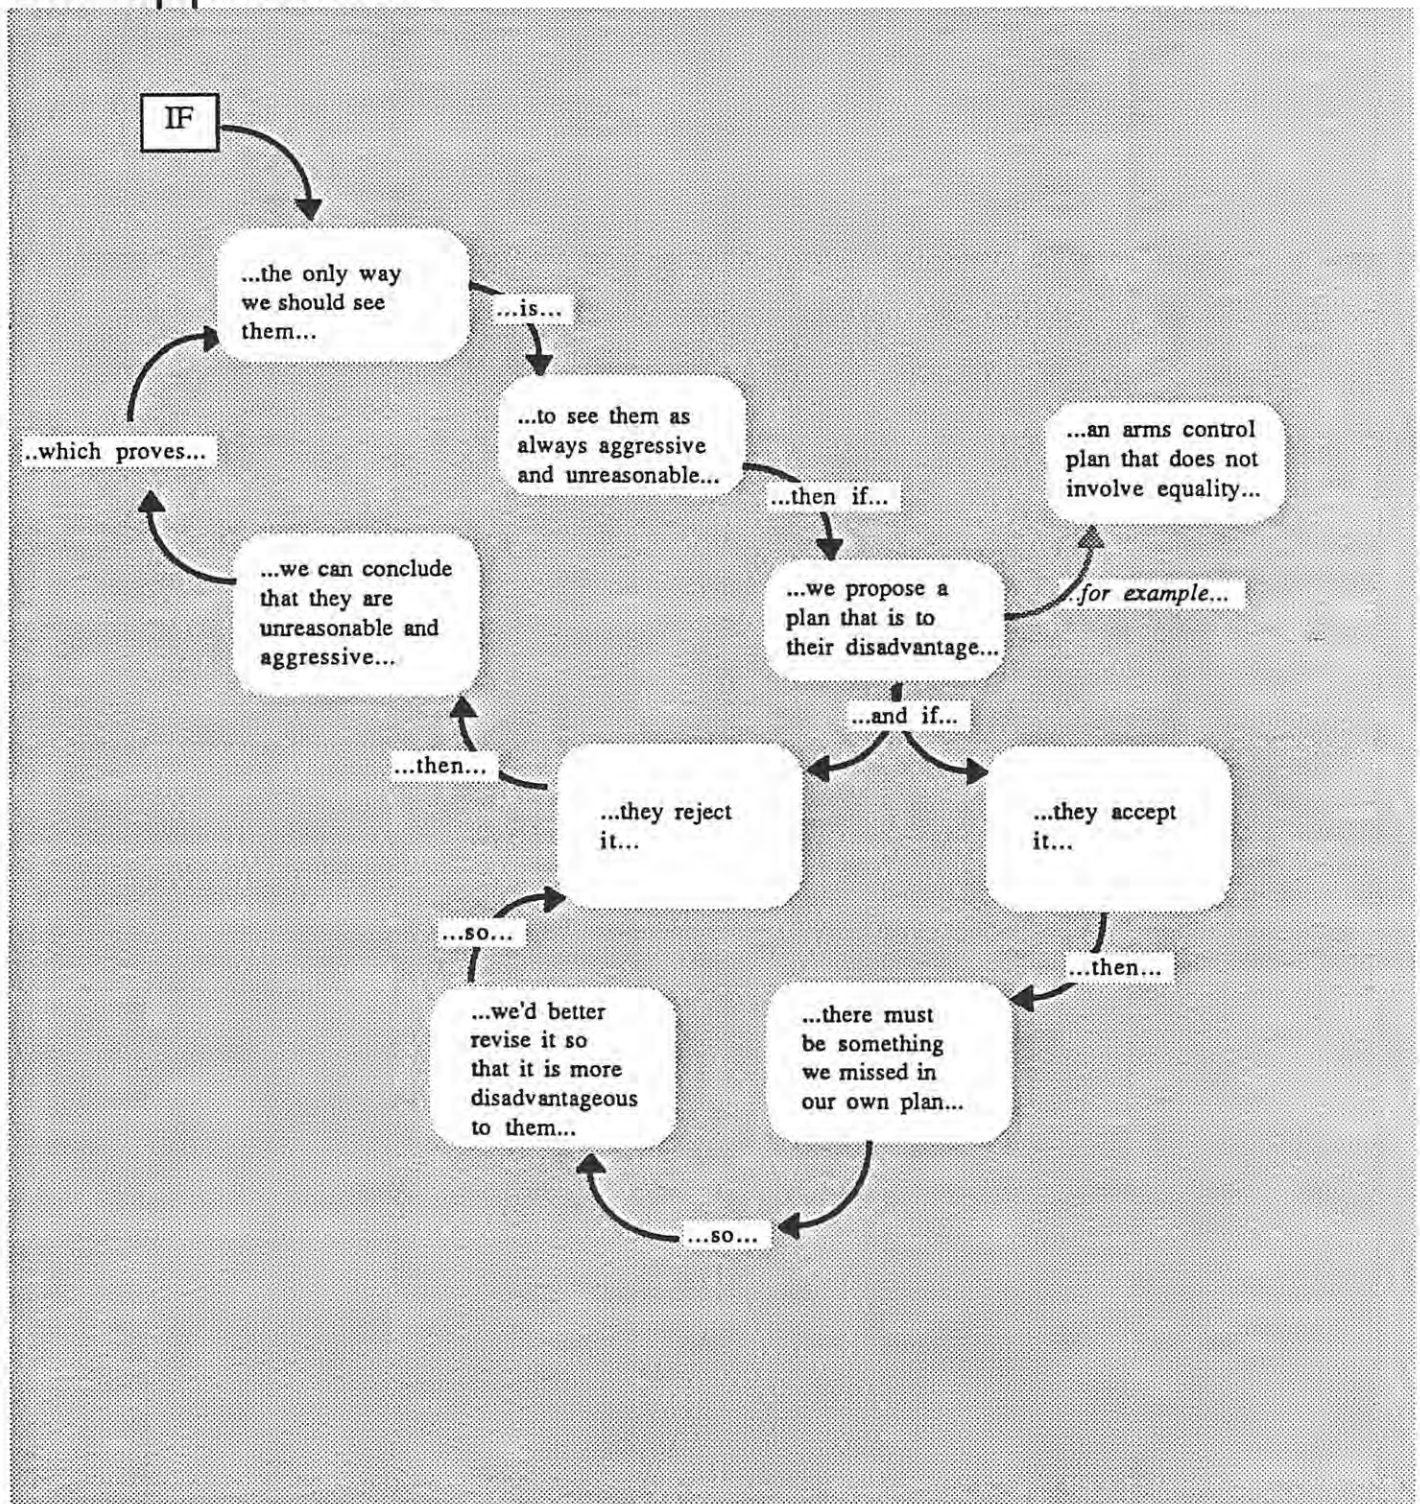 IF
...the only way
we should see
them...
...is...
...to see them as
always aggressive
and unreasonable...
...then if...
...we propose a
plan that is to
their disadvantage...
..for example...
...an arms control
plan that does not
involve equality...
...and if...
...they reject
it...
...they accept
it...
...then...
...there must
be something
we missed in
our own plan...
...so...
...we'd better
revise it so
that it is more
disadvantageous
to them...
...so...
...then...
...we can conclude
that they are
unreasonable and
aggressive...
..which proves...